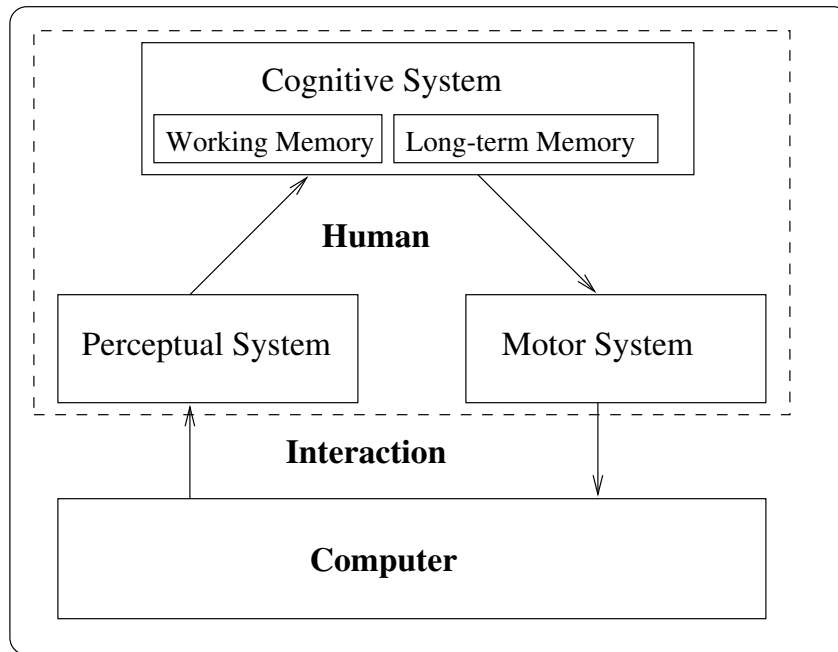 Cognitive System
Working Memory
Long-term Memory
Human
Perceptual System
Motor System
Interaction
Computer